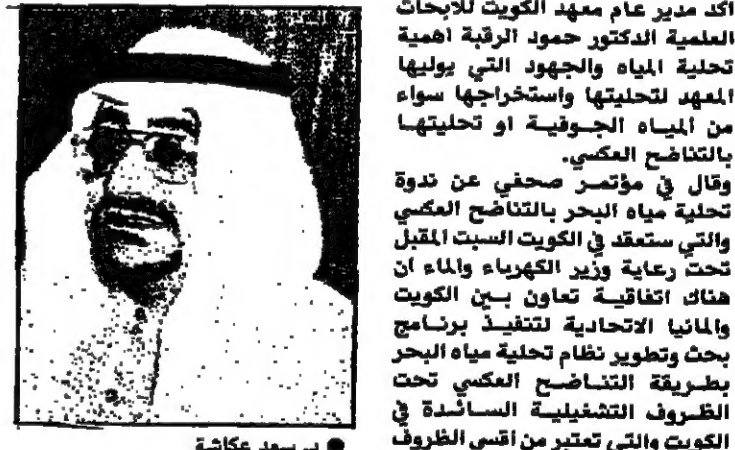 اكد مدير عام معهد الكويت للابحاث
العلمية الدكتور حمود الرقبة اهمية
تحلية المياه والجهود التي يوليها
المعهد لتحليتها واستخراجها سواء
من المياه الجوفية او تحليتها
بالتناضح العكسي.
وقال في مؤتمر صحفي عن ندوة
تحلية مياه البحر بالتناضح العكسي
والتي ستعقد في الكويت السبت المقبل
تحت رعاية وزير الكهرباء والماء ان
هناك اتفاقية تعاون بين الكويت
والمانيا الاتحادية لتنفيذ برنامج
بحث وتطوير نظام تحلية مياه البحر
بطريقة التناضح العكسي تحت
الظروف التشغيلية السائدة في
الكويت والتي تعتبر من اقسى الظروف
سعد عكاشة